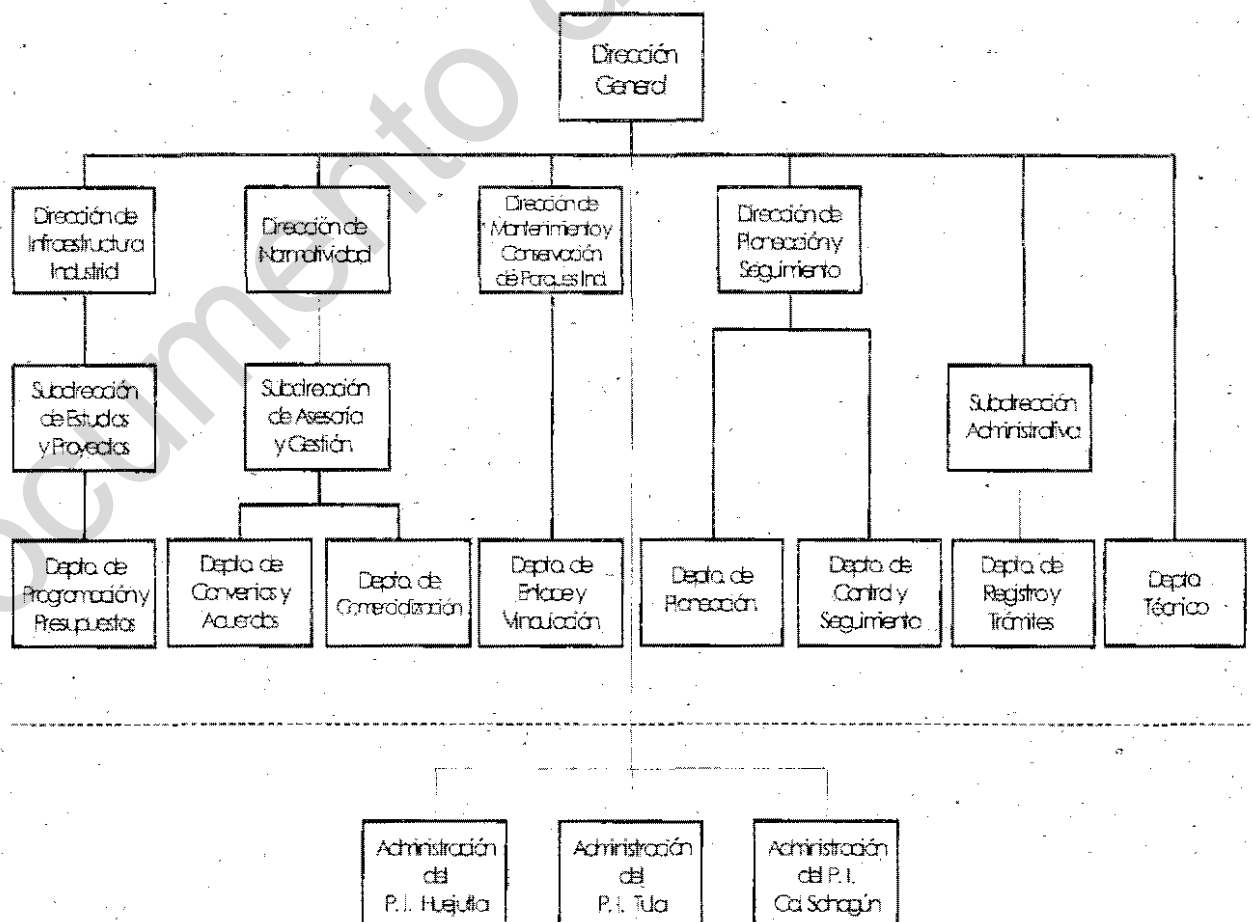 Dirección
General
Dirección de
Infraestructura
Industrial
Dirección de
Normatividad
Dirección de
Mantenimiento y
Conservación
de Parques Ind.
Dirección de
Planeación y
Seguimiento
Subdirección
de Estudios
y Proyectos
Subdirección
de Asesoría
y Gestión
Subdirección
Administrativa
Depto. de
Programación y
Presupuestos
Depto. de
Convenios y
Acuerdos
Depto. de
Comercialización
Depto. de
Enlace y
Vinculación
Depto. de
Planeación
Depto. de
Control y
Seguimiento
Depto. de
Registro y
Trámites
Depto.
Técnico
Administración
del
P. I. Huejutla
Administración
del
P. I. Tula
Administración
del P. I.
Cd. Sahagún
documento